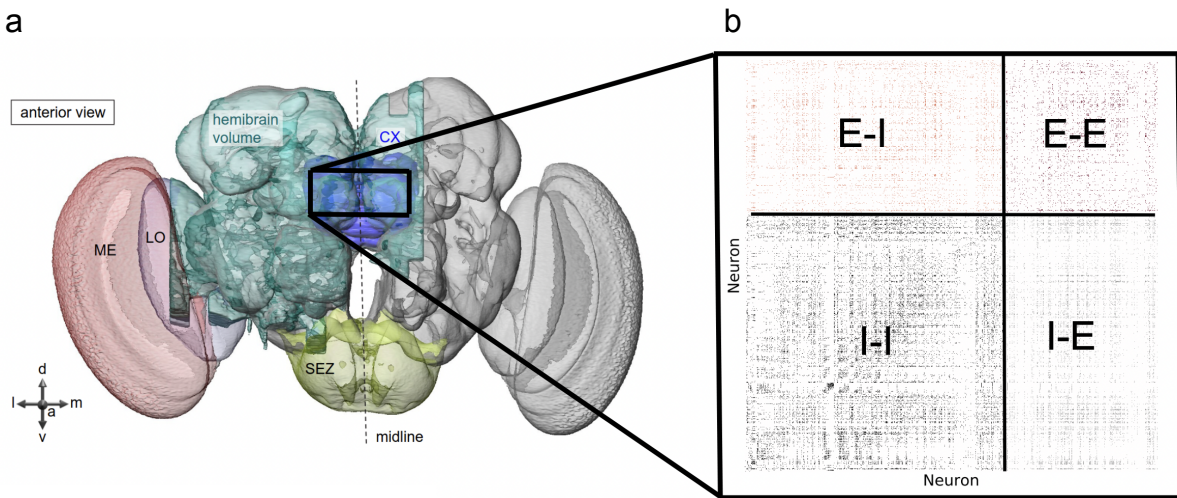 a
b
anterior view
hemibrain
volume
CX
ME
LO
SEZ
d
l
a
m
v
midline
E-I
E-E
I-I
I-E
Neuron
Neuron